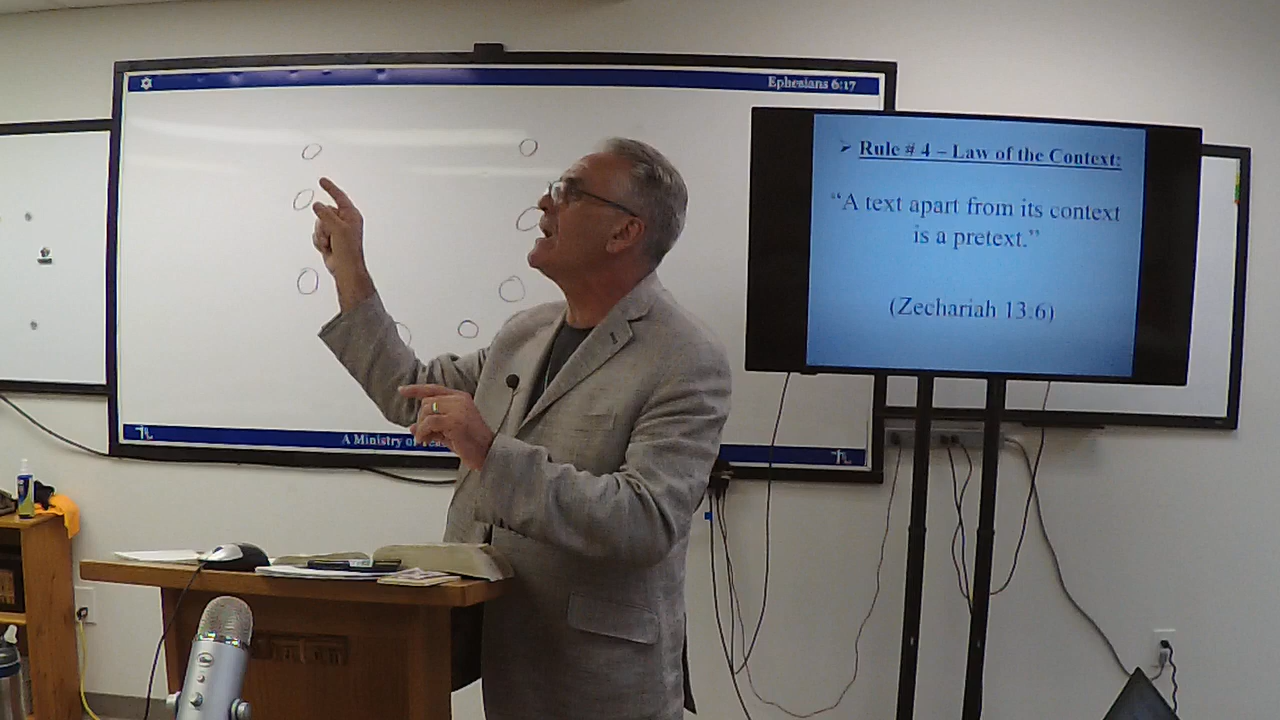 Ephesians 6:17
➢ Rule # 4 – Law of the Context:
“A text apart from its context
is a pretext.”
(Zechariah 13:6)
A Ministry of